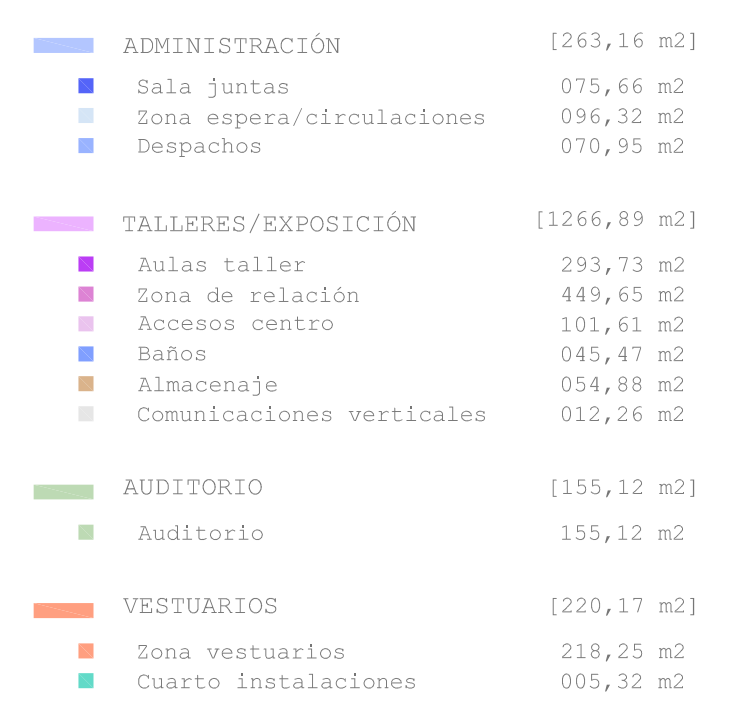 ADMINISTRACIÓN [263,16 m2]
Sala juntas 075,66 m2
Zona espera/circulaciones 096,32 m2
Despachos 070,95 m2
TALLERES/EXPOSICIÓN [1266,89 m2]
Aulas taller 293,73 m2
Zona de relación 449,65 m2
Accesos centro 101,61 m2
Baños 045,47 m2
Almacenaje 054,88 m2
Comunicaciones verticales 012,26 m2
AUDITORIO [155,12 m2]
Auditorio 155,12 m2
VESTUARIOS [220,17 m2]
Zona vestuarios 218,25 m2
Cuarto instalaciones 005,32 m2